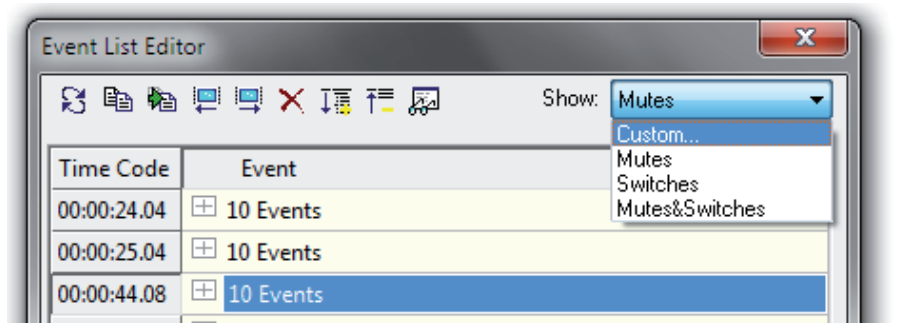 Event List Editor
Show: Mutes
Custom...
Mutes
Switches
Mutes&Switches
Time Code Event
00:00:24.04 10 Events
00:00:25.04 10 Events
00:00:44.08 10 Events